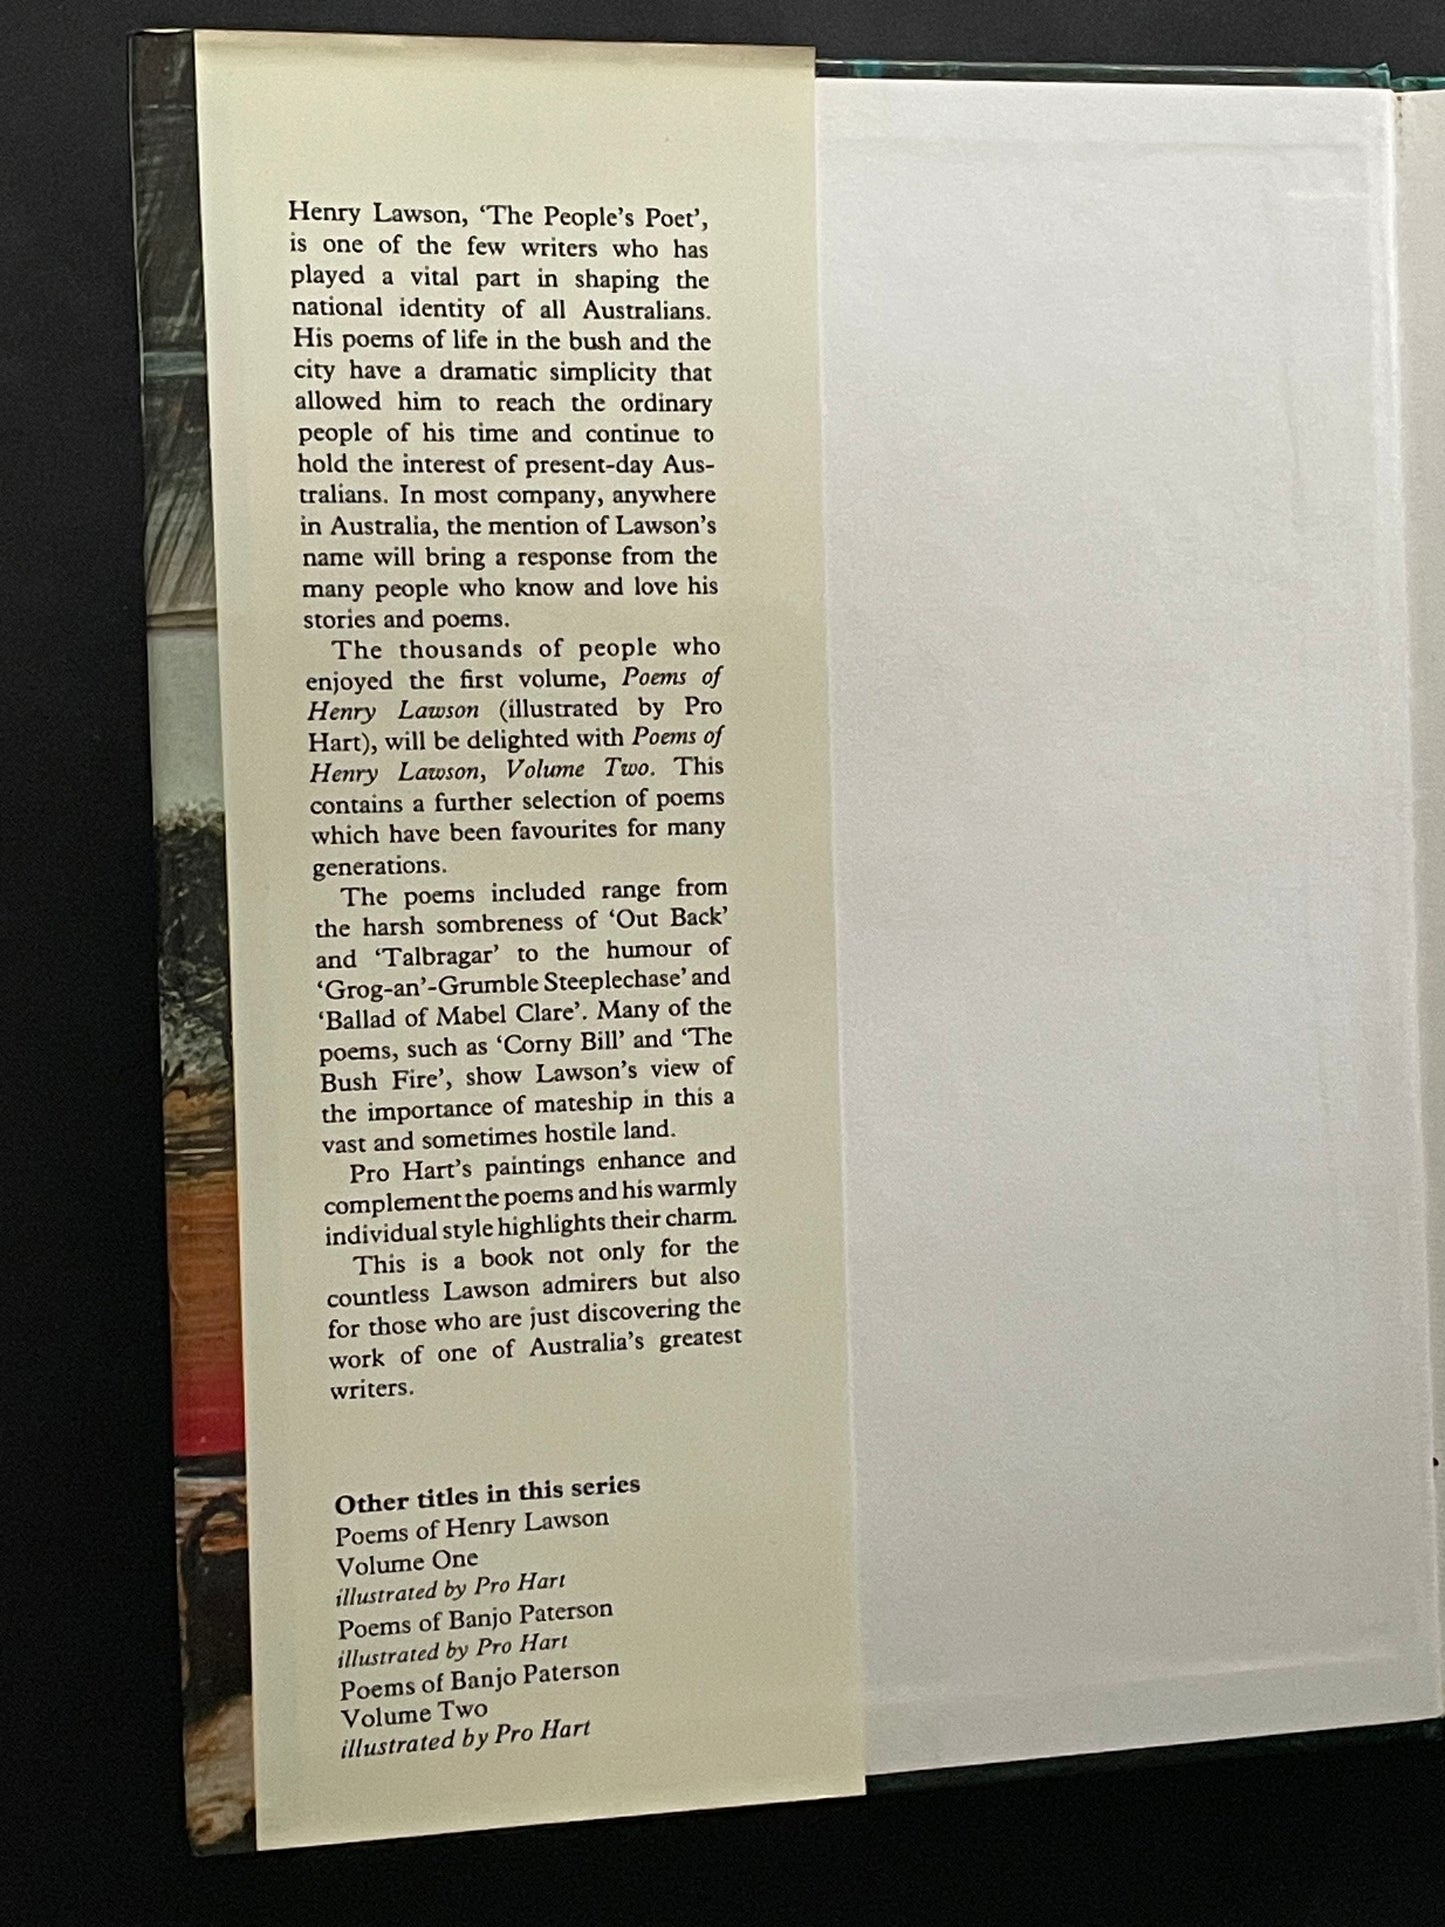 Henry Lawson, ‘The People’s Poet’,
is one of the few writers who has
played a vital part in shaping the
national identity of all Australians.
His poems of life in the bush and the
city have a dramatic simplicity that
allowed him to reach the ordinary
people of his time and continue to
hold the interest of present-day Aus-
tralians. In most company, anywhere
in Australia, the mention of Lawson’s
name will bring a response from the
many people who know and love his
stories and poems.
The thousands of people who
enjoyed the first volume, Poems of
Henry Lawson (illustrated by Pro
Hart), will be delighted with Poems of
Henry Lawson, Volume Two. This
contains a further selection of poems
which have been favourites for many
generations.
The poems included range from
the harsh sombreness of ‘Out Back’
and ‘Talbragar’ to the humour of
‘Grog-an’-Grumble Steeplechase’ and
‘Ballad of Mabel Clare’. Many of the
poems, such as ‘Corny Bill’ and ‘The
Bush Fire’, show Lawson’s view of
the importance of mateship in this a
vast and sometimes hostile land.
Pro Hart’s paintings enhance and
complement the poems and his warmly
individual style highlights their charm.
This is a book not only for the
countless Lawson admirers but also
for those who are just discovering the
work of one of Australia’s greatest
writers.
Other titles in this series
Poems of Henry Lawson
Volume One
illustrated by Pro Hart
Poems of Banjo Paterson
illustrated by Pro Hart
Poems of Banjo Paterson
Volume Two
illustrated by Pro Hart